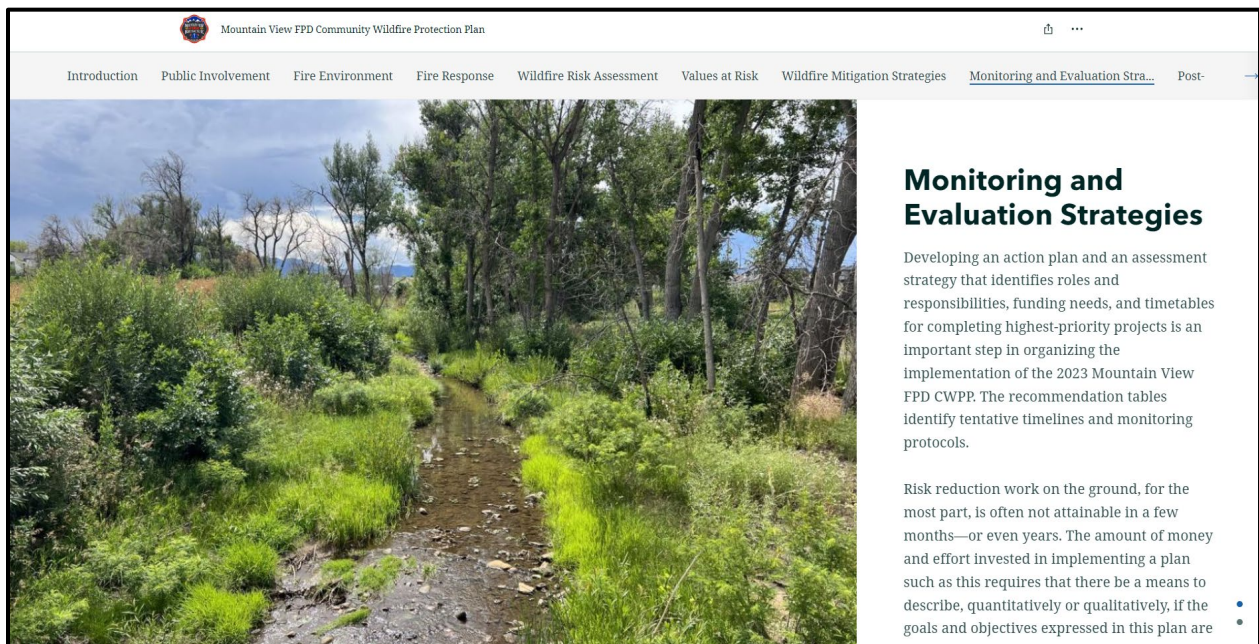 Mountain View FPD Community Wildfire Protection Plan
Introduction Public Involvement Fire Environment Fire Response Wildfire Risk Assessment Values at Risk Wildfire Mitigation Strategies Monitoring and Evaluation Stra... Post-
Monitoring and
Evaluation Strategies
Developing an action plan and an assessment
strategy that identifies roles and
responsibilities, funding needs, and timetables
for completing highest-priority projects is an
important step in organizing the
implementation of the 2023 Mountain View
FPD CWPP. The recommendation tables
identify tentative timelines and monitoring
protocols.
Risk reduction work on the ground, for the
most part, is often not attainable in a few
months—or even years. The amount of money
and effort invested in implementing a plan
such as this requires that there be a means to
describe, quantitatively or qualitatively, if the
goals and objectives expressed in this plan are